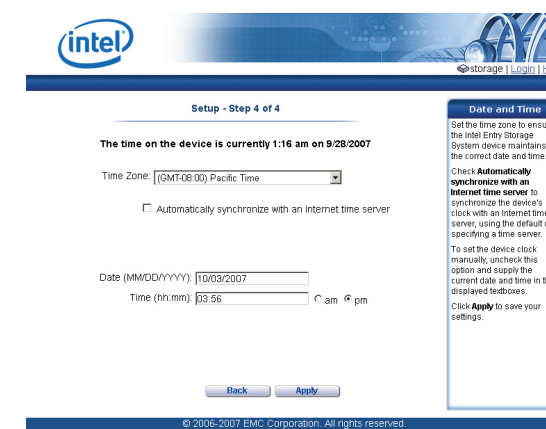 intel
storage | Login |
Setup - Step 4 of 4
The time on the device is currently 1:16 am on 9/28/2007
Time Zone: (GMT-08:00) Pacific Time
Automatically synchronize with an Internet time server
Date (MM/DD/YYYY): 10/03/2007
Time (hh:mm): 03:56 am pm
Back Apply
Date and Time
Set the time zone to
the Intel Entry Storage
System device maintains
the correct date and time.
Check Automatically
synchronize with an
Internet time server to
synchronize the device's
clock with an Internet
server, using the default
specifying a time server.
To set the device clock
manually, uncheck this
option and supply the
current date and time in
displayed textboxes.
Click Apply to save your
settings.
© 2006-2007 EMC Corporation. All rights reserved.